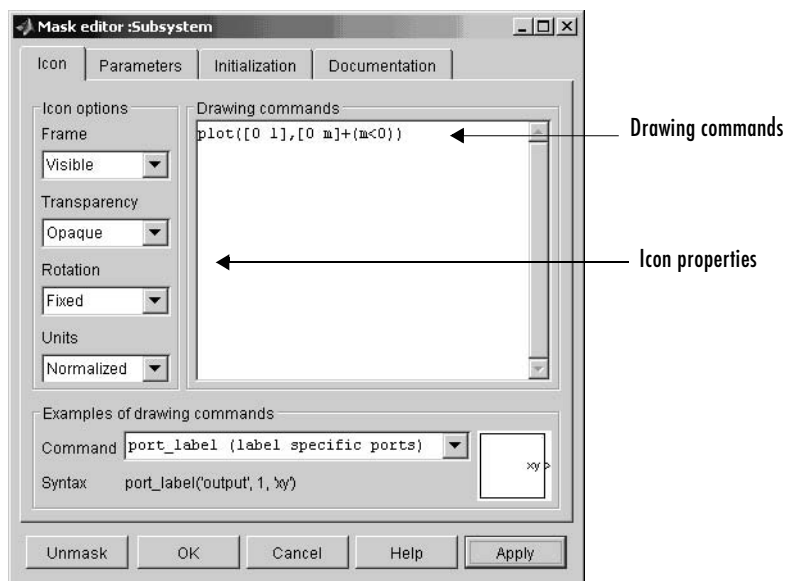 Mask editor :Subsystem
Icon Parameters Initialization Documentation
Icon options
Frame
Visible
Transparency
Opaque
Rotation
Fixed
Units
Normalized
Drawing commands
plot([0 1],[0 m]+(m<0))
Drawing commands
Icon properties
Examples of drawing commands
Command port_label (label specific ports)
Syntax port_label('output', 1, 'xy')
xy
Unmask OK Cancel Help Apply